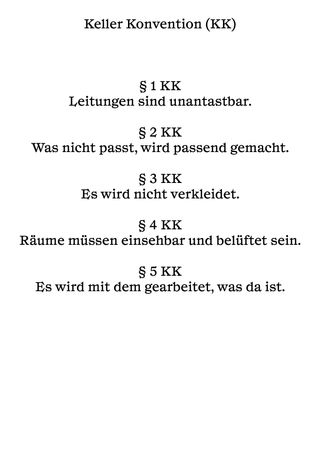 Keller Konvention (KK)
§ 1 KK
Leitungen sind unantastbar.
§ 2 KK
Was nicht passt, wird passend gemacht.
§ 3 KK
Es wird nicht verkleidet.
§ 4 KK
Räume müssen einsehbar und belüftet sein.
§ 5 KK
Es wird mit dem gearbeitet, was da ist.